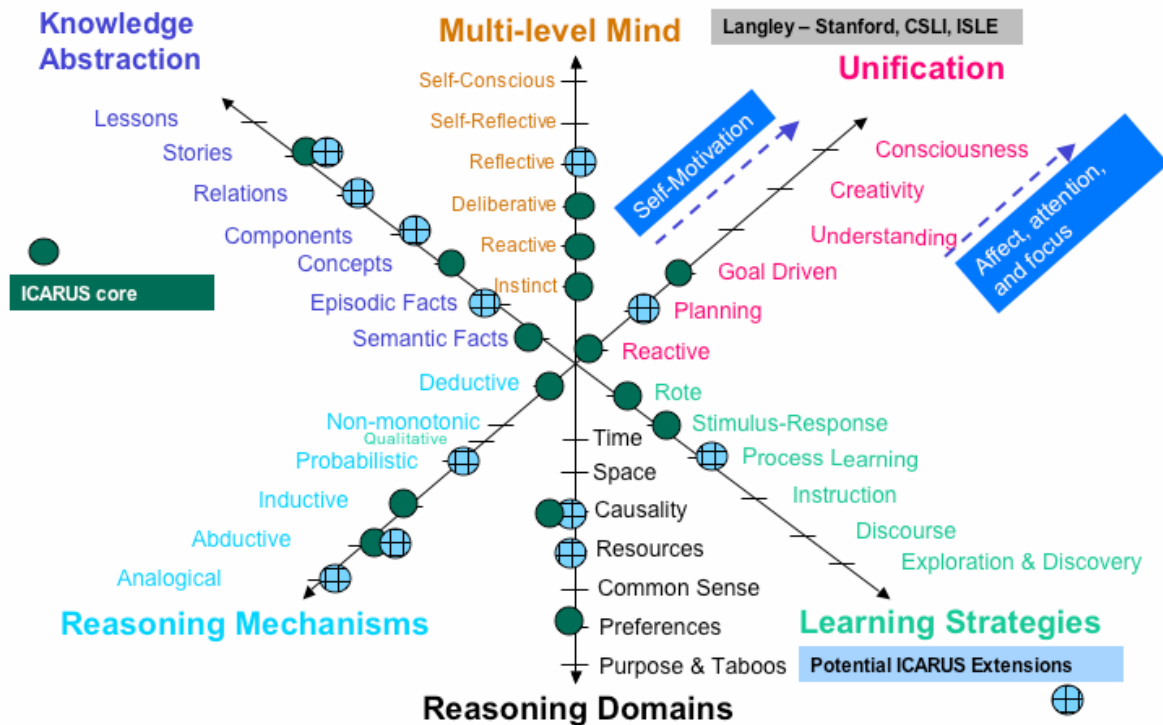 Knowledge
Abstraction
Multi-level Mind
Langley – Stanford, CSLI, ISLE
Unification
Lessons
Stories
Relations
Components
Concepts
Episodic Facts
Semantic Facts
Self-Conscious
Self-Reflective
Reflective
Deliberative
Reactive
Instinct
Self-Motivation
Consciousness
Creativity
Understanding
Goal Driven
Planning
Reactive
Affect, attention,
and focus
ICARUS core
Deductive
Non-monotonic
Qualitative
Probabilistic
Inductive
Abductive
Analogical
Reasoning Mechanisms
Time
Space
Causality
Resources
Common Sense
Preferences
Purpose & Taboos
Reasoning Domains
Rote
Stimulus-Response
Process Learning
Instruction
Discourse
Exploration & Discovery
Learning Strategies
Potential ICARUS Extensions